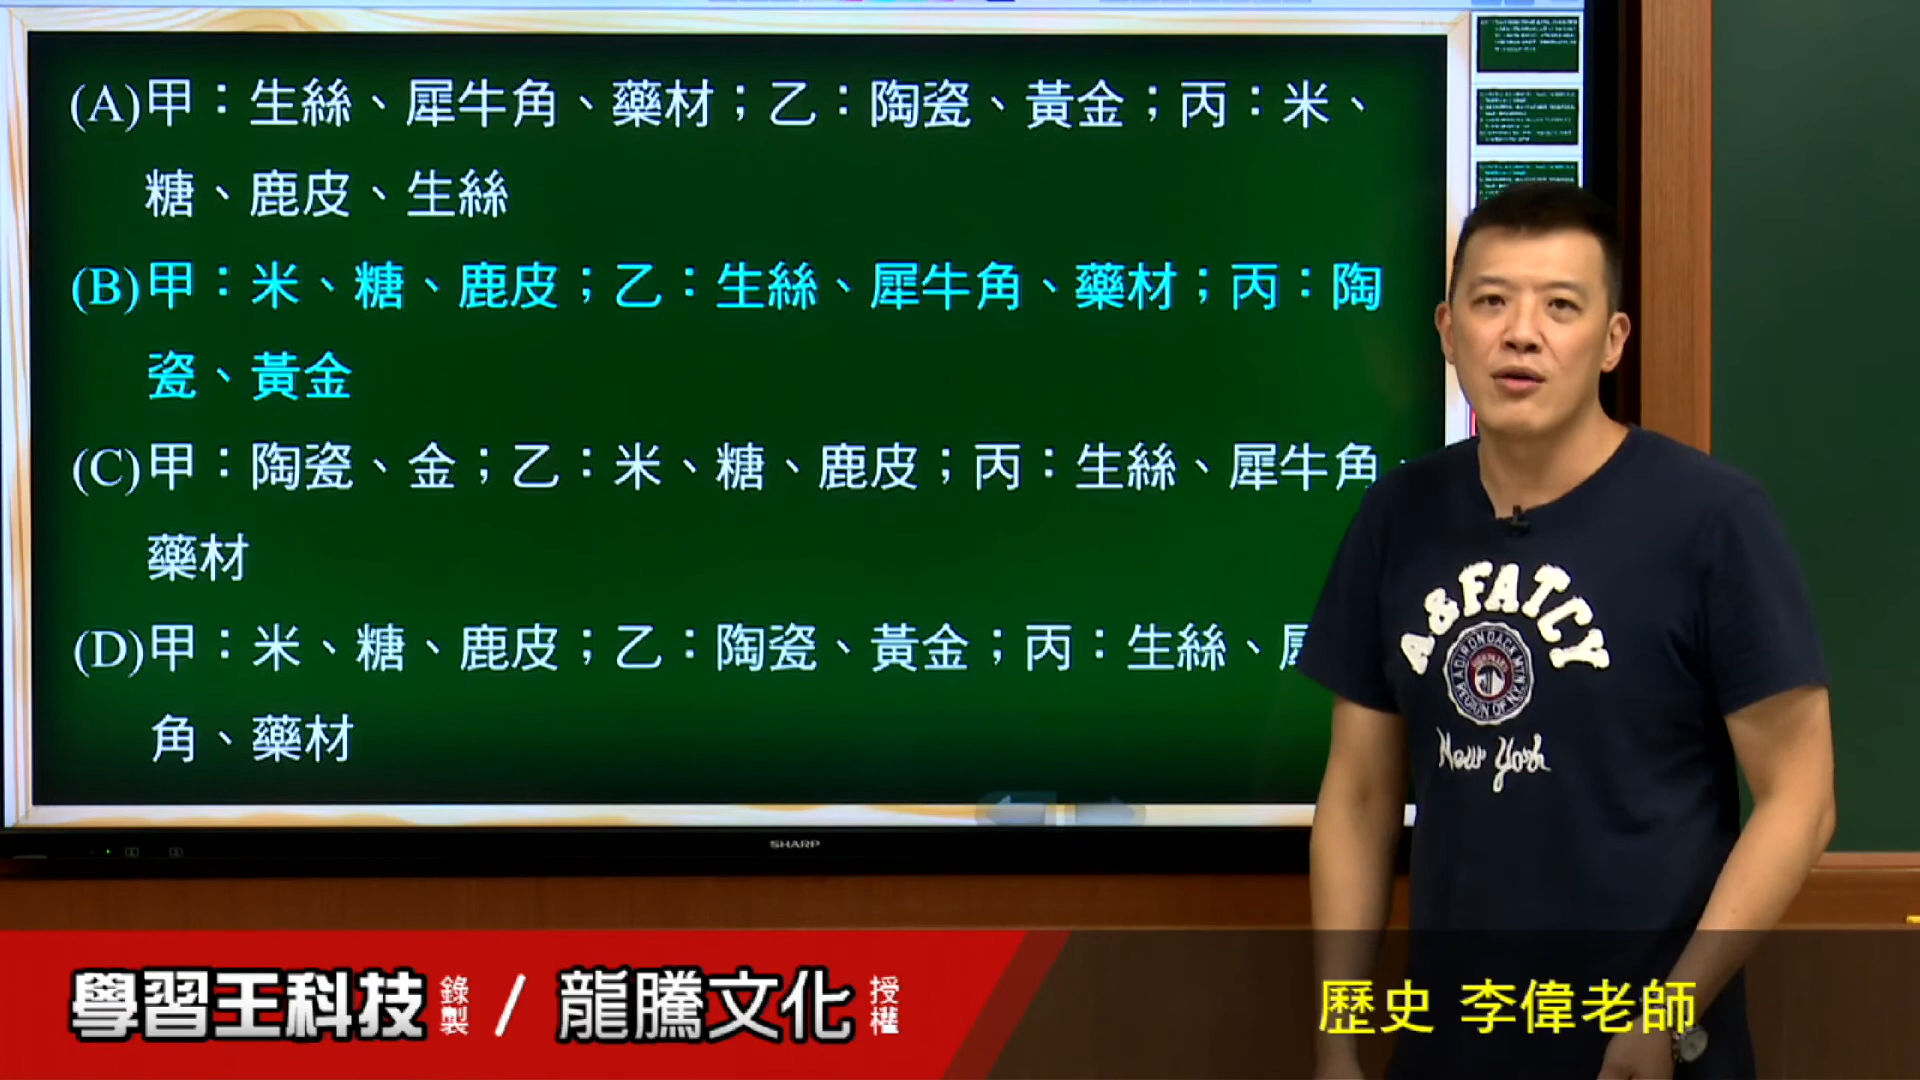 (A)甲：生絲、犀牛角、藥材；乙：陶瓷、黃金；丙：米、
糖、鹿皮、生絲
(B)甲：米、糖、鹿皮；乙：生絲、犀牛角、藥材；丙：陶
瓷、黃金
(C)甲：陶瓷、金；乙：米、糖、鹿皮；丙：生絲、犀牛角
藥材
(D)甲：米、糖、鹿皮；乙：陶瓷、黃金；丙：生絲、
角、藥材
SHARP
A&FATCY
ADIRONDACK MTN
REGION OF N.Y.
New York
學習王科技 錄製 / 龍騰文化 授權
歷史 李偉老師